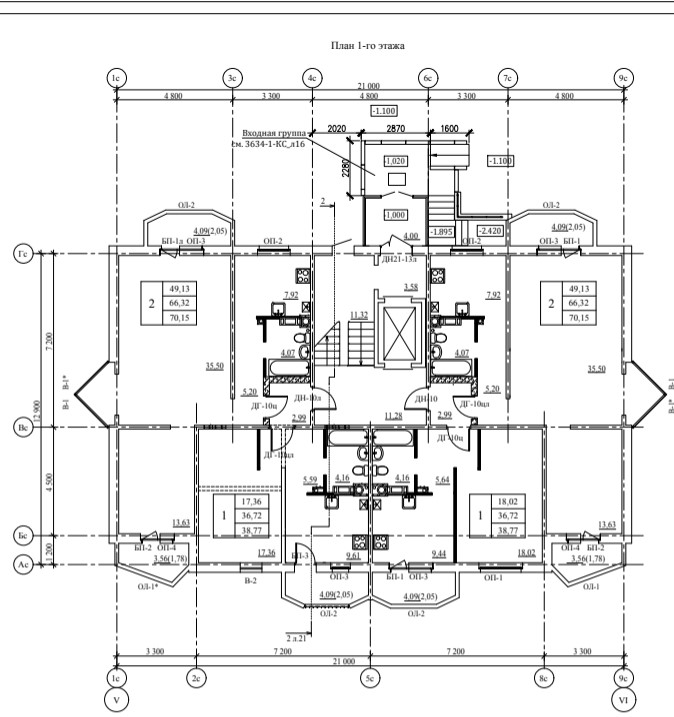 План 1-го этажа
1с 3с 4с 6с 7с 9с
21 000
4 800 3 300 4 800 3 300 4 800
-1.100
2020 2870 1600
Входная группа
см. 3634-1-КС_л16
2280
-1,020
-1.100
2
ОЛ-2
ОЛ-2
-1,000
4.09(2,05)
4.00
-1.895
-2.420
4.09(2,05)
БП-1л ОП-3 ОП-2
ОП-2 ОП-3 БП-1
Гс
ДН21-13л
49,13
2 66,32
70,15
7.92
3.58
7.92
49,13
2 66,32
70,15
11.32
7 200
4.07
4.07
35.50
35.50
5.20
5.20
В-1*
В-1
ДГ-10ц
ДН-10л
ДН-10
ДГ-10цл
В-1
В-1*
12 900
2.99
11.28
2.99
Вс
ДГ-10цл
ДГ-10ц
4 500
5.59
4,16
4,16
5.64
17,36
1 36,72
38,77
18,02
1 36,72
38,77
13.63
13.63
Бс
БП-2 ОП-4
17.36
БП-3
9.61
9.44
18.02
ОП-4 БП-2
1 200
3.56(1,78)
3.56(1,78)
Ас
ОЛ-1*
В-2
ОП-3
БП-1 ОП-3
ОП-1
ОЛ-1
4.09(2,05)
4.09(2,05)
ОЛ-2
ОЛ-2
2 л.21
3 300 7 200 7 200 3 300
21 000
1с 2с 5с 8с 9с
V VI